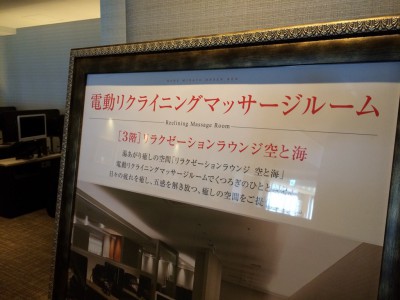 電動リクライニングマッサージルーム
Reclining Massage Room
[3階]リラクゼーションラウンジ空と海
湯あがり癒しの空間「リラクゼーションラウンジ 空と海」
電動リクライニングマッサージルームでくつろぎのひと
日々の疲れを癒し、五感を解き放つ、癒しの空間をご提